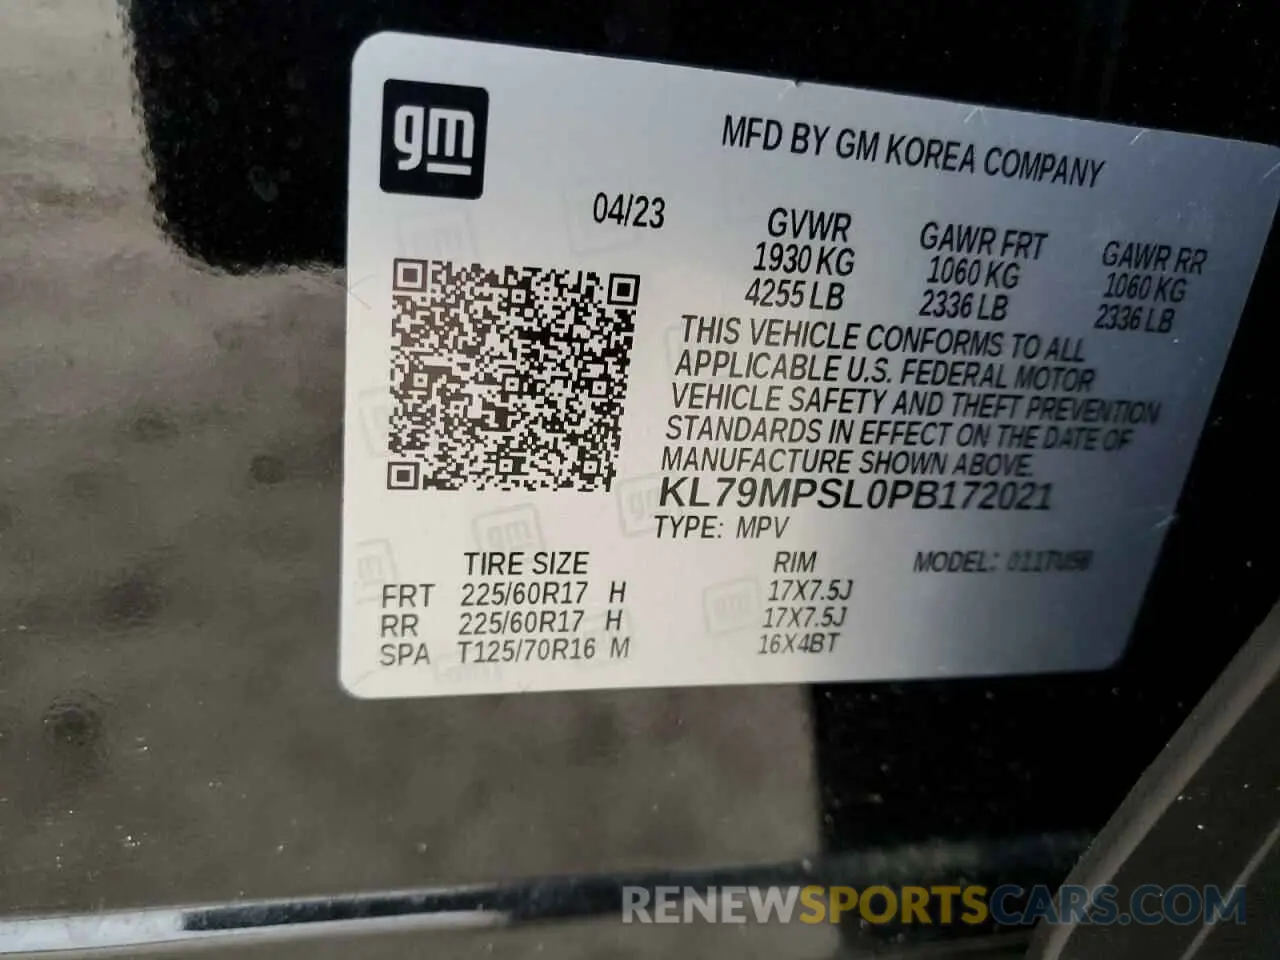 gm
MFD BY GM KOREA COMPANY
04/23
GVWR GAWR FRT GAWR RR
1930 KG 1060 KG 1060 KG
4255 LB 2336 LB 2336 LB
THIS VEHICLE CONFORMS TO ALL
APPLICABLE U.S. FEDERAL MOTOR
VEHICLE SAFETY AND THEFT PREVENTION
STANDARDS IN EFFECT ON THE DATE OF
MANUFACTURE SHOWN ABOVE.
KL79MPSL0PB172021
TYPE: MPV
TIRE SIZE RIM MODEL:
FRT 225/60R17 H 17X7.5J
RR 225/60R17 H 17X7.5J
SPA T125/70R16 M 16X4BT
RENEWSPORTSCARS.COM